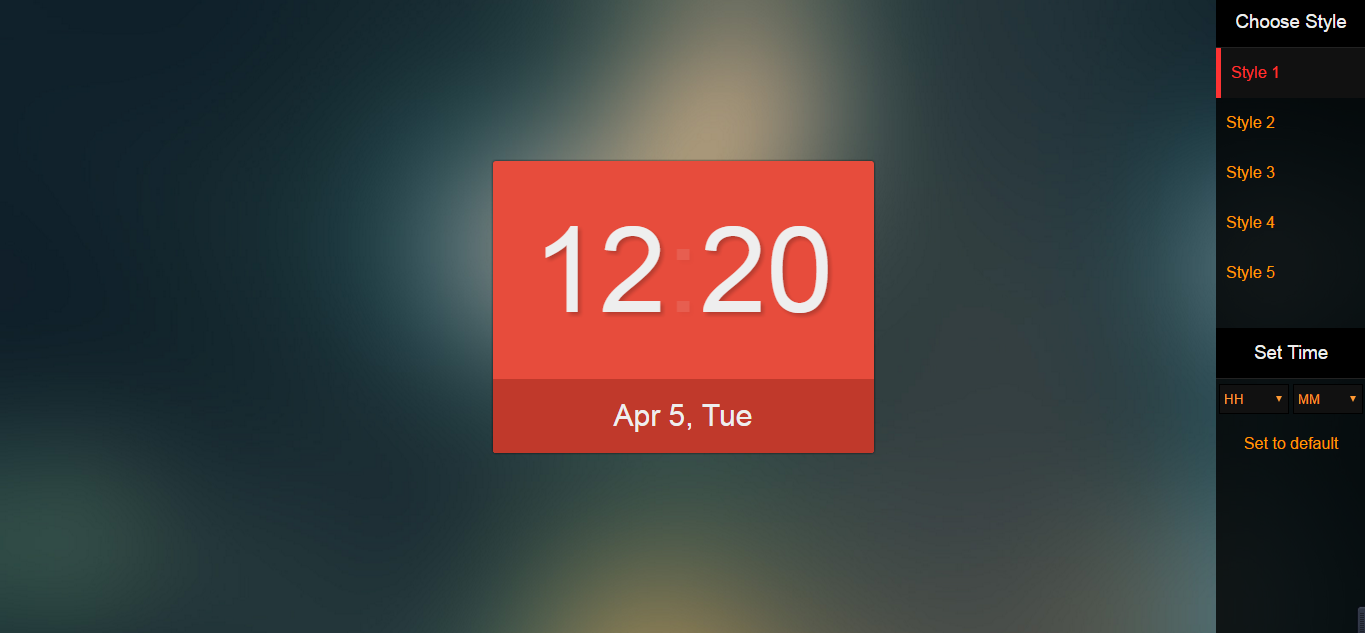 12:20
Apr 5, Tue
Choose Style
Style 1
Style 2
Style 3
Style 4
Style 5
Set Time
HH MM
Set to default